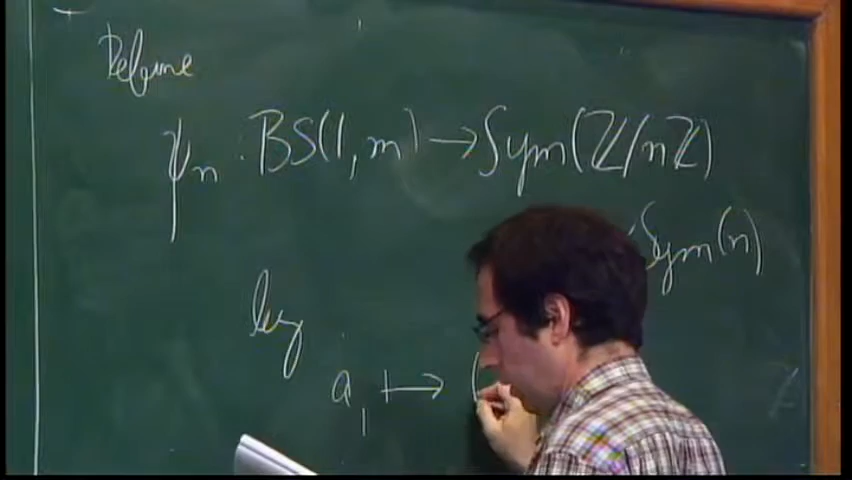 Define
ψn : BS(1, m) → Sym(ℤ/nℤ)
Sym(n)
by
a1 ↦ (